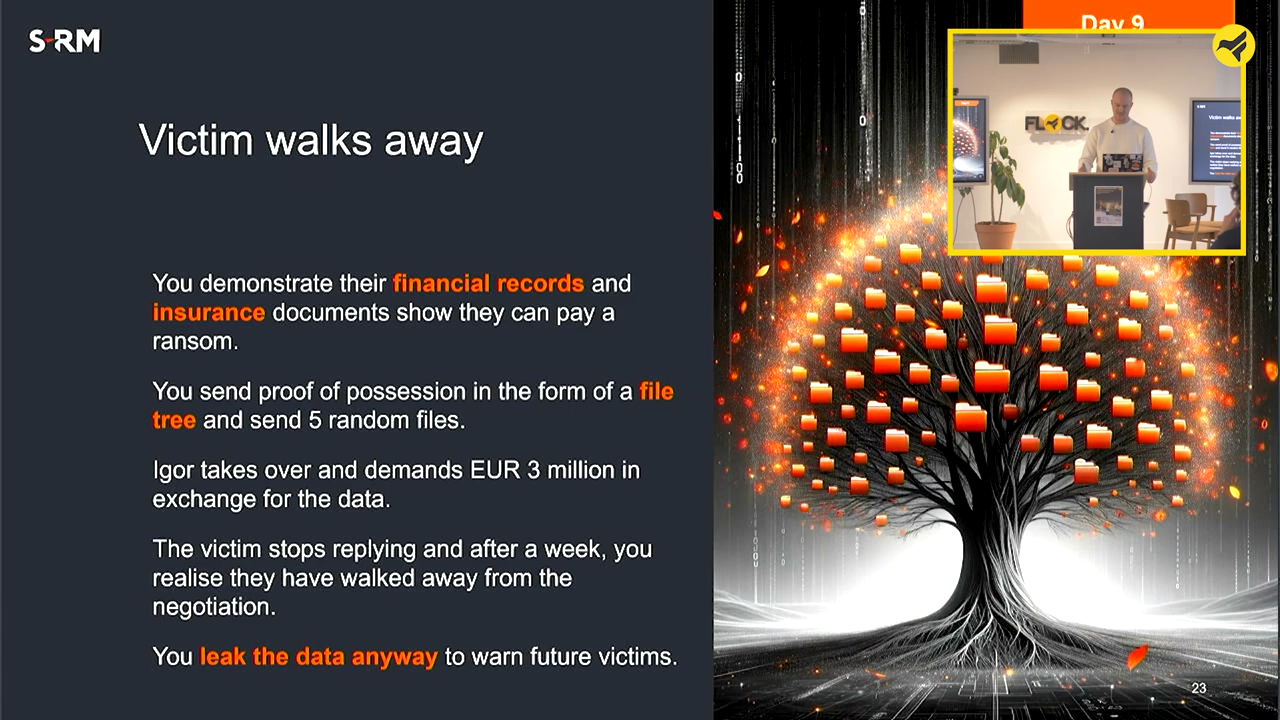 S-RM
Victim walks away
You demonstrate their financial records and
insurance documents show they can pay a
ransom.
You send proof of possession in the form of a file
tree and send 5 random files.
Igor takes over and demands EUR 3 million in
exchange for the data.
The victim stops replying and after a week, you
realise they have walked away from the
negotiation.
You leak the data anyway to warn future victims.
Day 9
FLOCK.
23